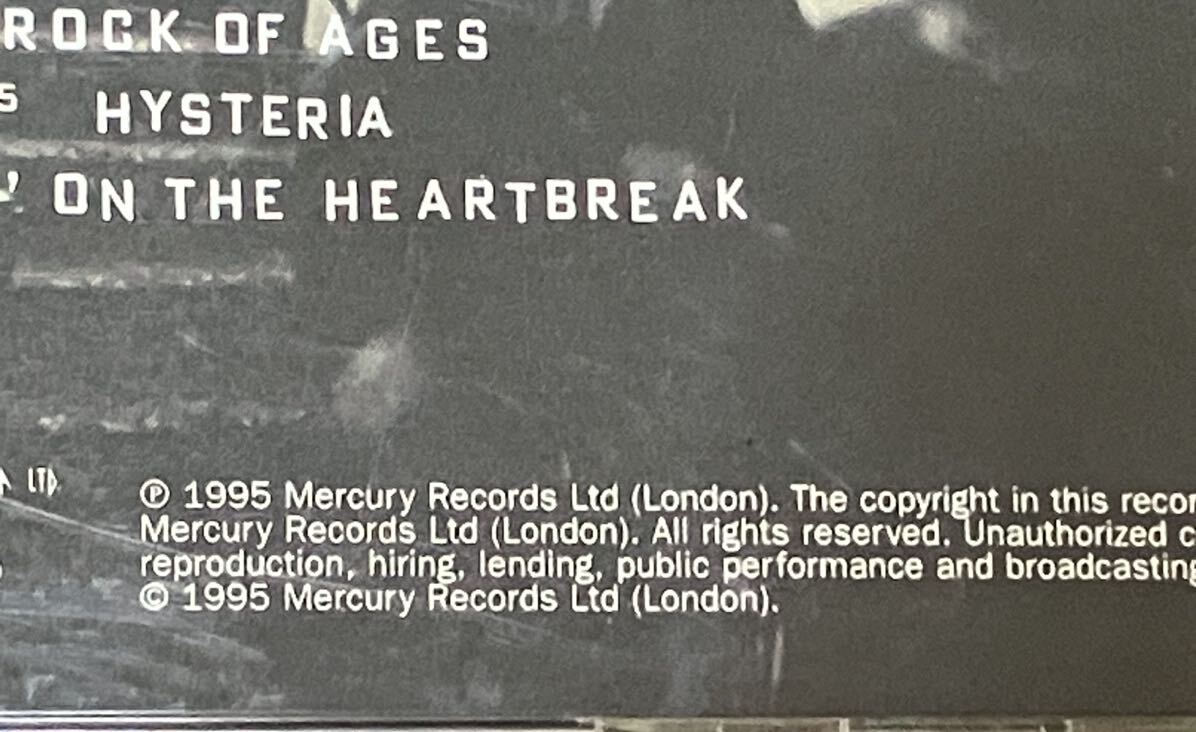 ROCK OF AGES
HYSTERIA
ON THE HEARTBREAK
LTD.
℗ 1995 Mercury Records Ltd (London). The copyright in this
Mercury Records Ltd (London). All rights reserved. Unauthorized
reproduction, hiring, lending, public performance and broadcasting
© 1995 Mercury Records Ltd (London).